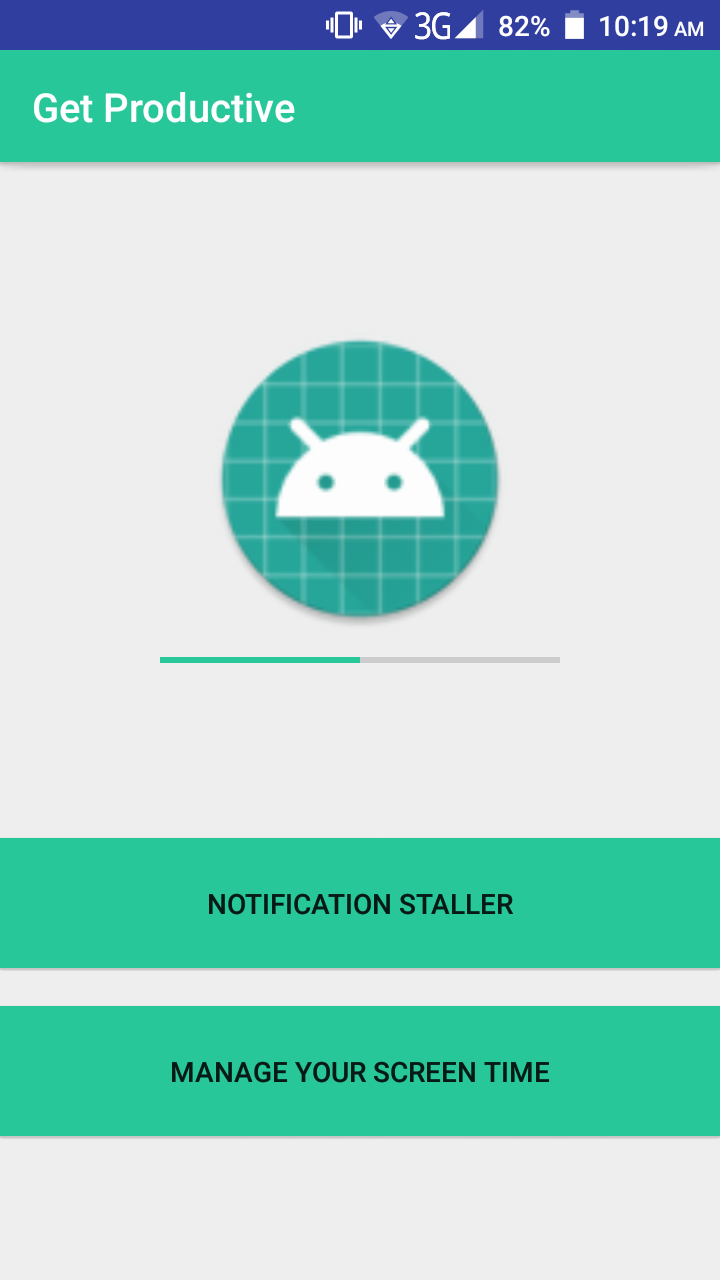 3G 82% 10:19 AM
Get Productive
NOTIFICATION STALLER
MANAGE YOUR SCREEN TIME